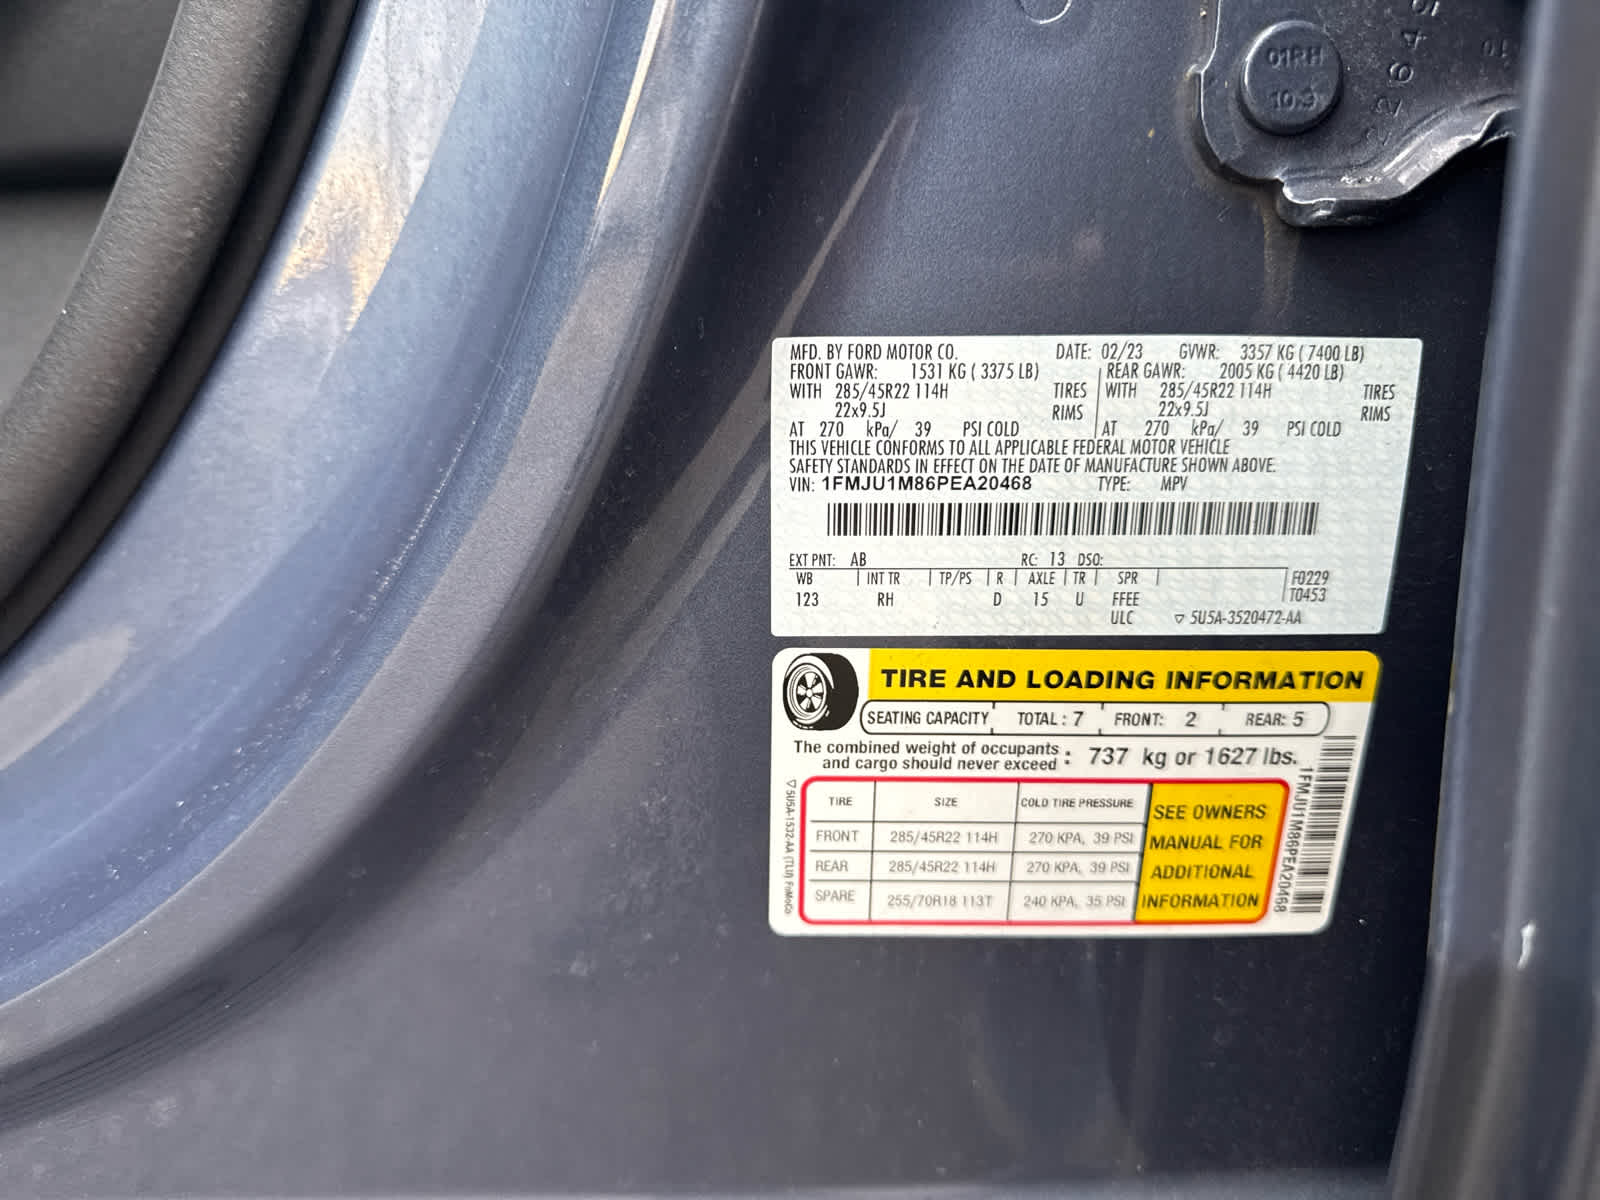 01RH
10.9
MFD. BY FORD MOTOR CO. DATE: 02/23 GVWR: 3357 KG ( 7400 LB)
FRONT GAWR: 1531 KG ( 3375 LB) REAR GAWR: 2005 KG ( 4420 LB)
WITH 285/45R22 114H TIRES WITH 285/45R22 114H TIRES
22x9.5J RIMS 22x9.5J RIMS
AT 270 kPa/ 39 PSI COLD AT 270 kPa/ 39 PSI COLD
THIS VEHICLE CONFORMS TO ALL APPLICABLE FEDERAL MOTOR VEHICLE
SAFETY STANDARDS IN EFFECT ON THE DATE OF MANUFACTURE SHOWN ABOVE.
VIN: 1FMJU1M86PEA20468 TYPE: MPV
EXT PNT: AB RC: 13 DSO:
WB INT TR TP/PS R AXLE TR SPR F0229
123 RH D 15 U FFEE T0453
ULC ▽ 5U5A-3520472-AA
TIRE AND LOADING INFORMATION
SEATING CAPACITY TOTAL : 7 FRONT: 2 REAR: 5
The combined weight of occupants
and cargo should never exceed : 737 kg or 1627 lbs.
TIRE SIZE COLD TIRE PRESSURE
FRONT 285/45R22 114H 270 KPA, 39 PSI
REAR 285/45R22 114H 270 KPA, 39 PSI
SPARE 255/70R18 113T 240 KPA, 35 PSI
SEE OWNERS
MANUAL FOR
ADDITIONAL
INFORMATION
▽5U5A-1532-AA (TLU) FoMoCo
1FMJU1M86PEA20468